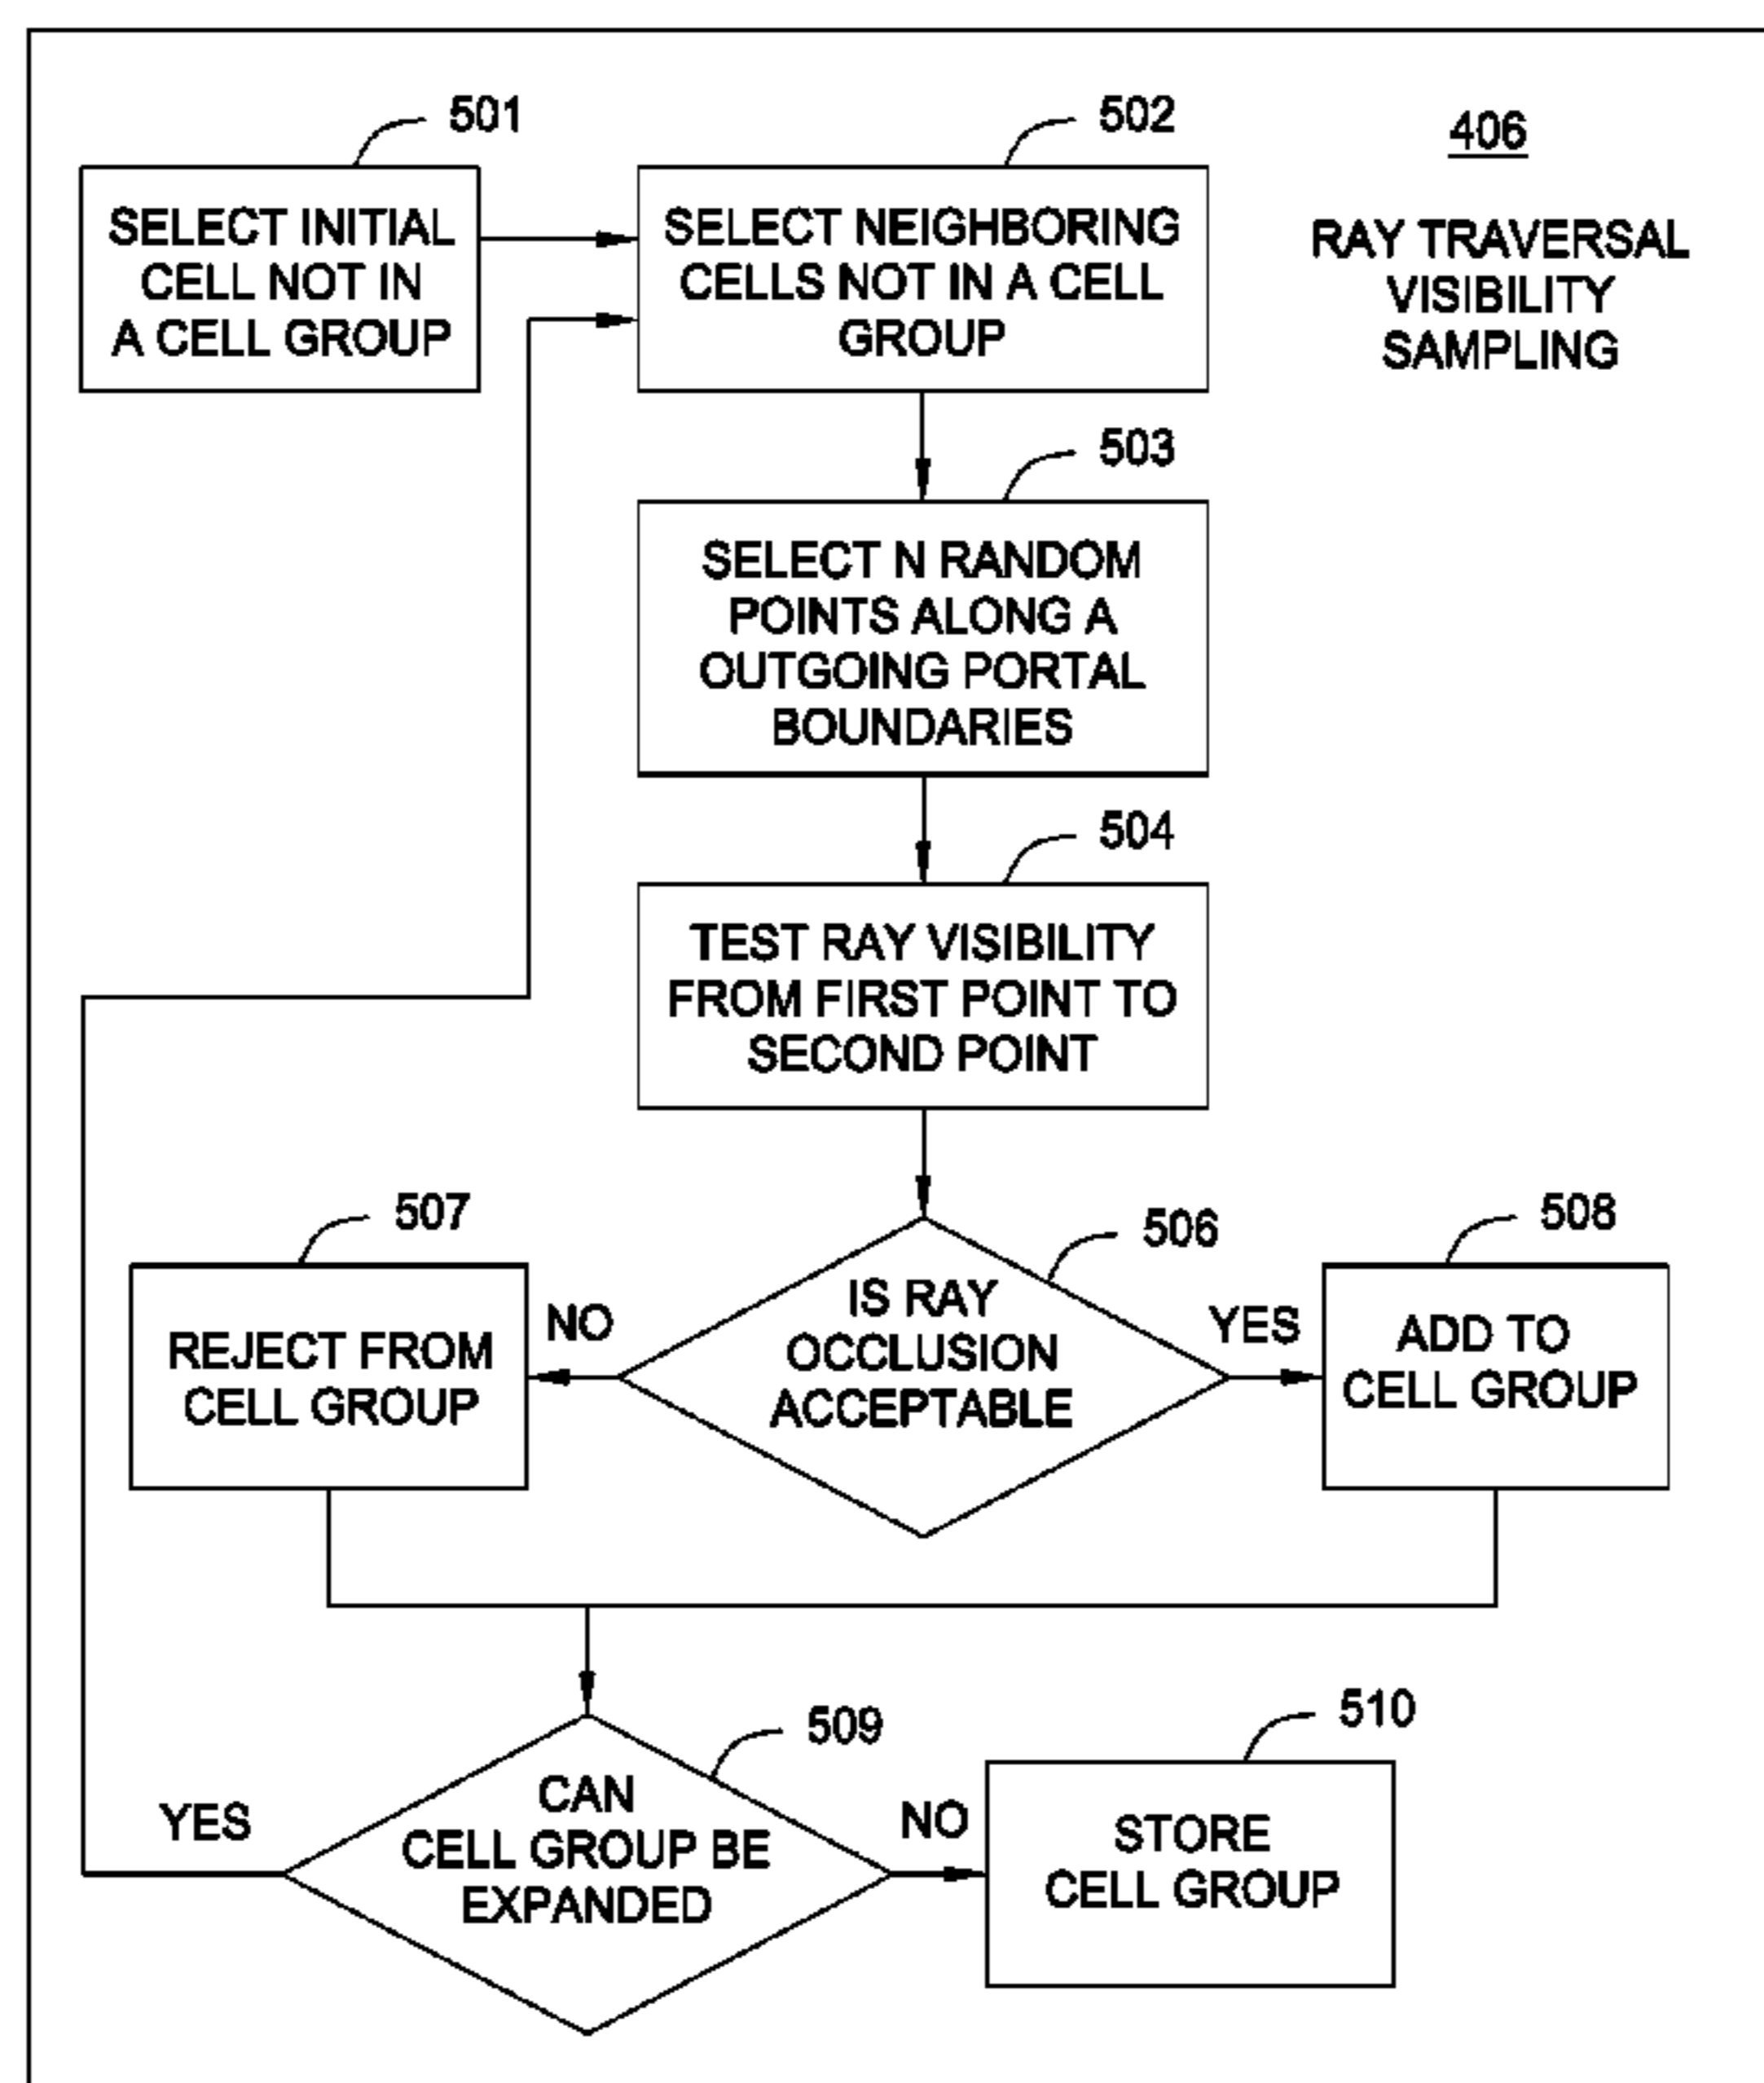 501
SELECT INITIAL
CELL NOT IN
A CELL GROUP
502
SELECT NEIGHBORING
CELLS NOT IN A CELL
GROUP
406
RAY TRAVERSAL
VISIBILITY
SAMPLING
503
SELECT N RANDOM
POINTS ALONG A
OUTGOING PORTAL
BOUNDARIES
504
TEST RAY VISIBILITY
FROM FIRST POINT TO
SECOND POINT
507
REJECT FROM
CELL GROUP
NO
506
IS RAY
OCCLUSION
ACCEPTABLE
YES
508
ADD TO
CELL GROUP
YES
509
CAN
CELL GROUP BE
EXPANDED
NO
510
STORE
CELL GROUP